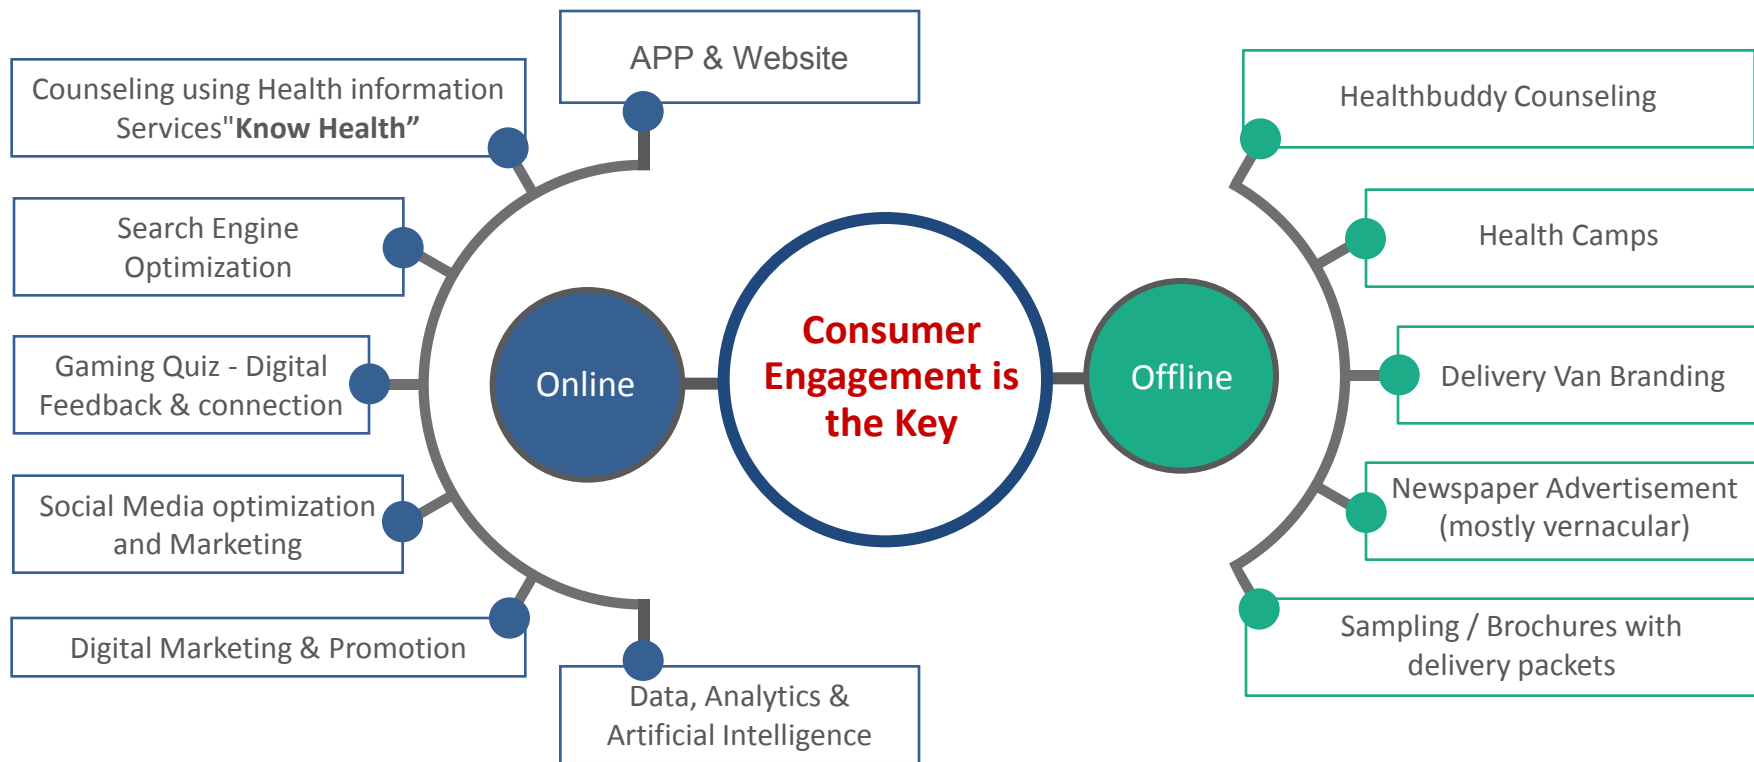 APP & Website
Counseling using Health information
Services"Know Health”
Search Engine
Optimization
Gaming Quiz - Digital
Feedback & connection
Social Media optimization
and Marketing
Digital Marketing & Promotion
Data, Analytics &
Artificial Intelligence
Online
Consumer
Engagement is
the Key
Offline
Healthbuddy Counseling
Health Camps
Delivery Van Branding
Newspaper Advertisement
(mostly vernacular)
Sampling / Brochures with
delivery packets